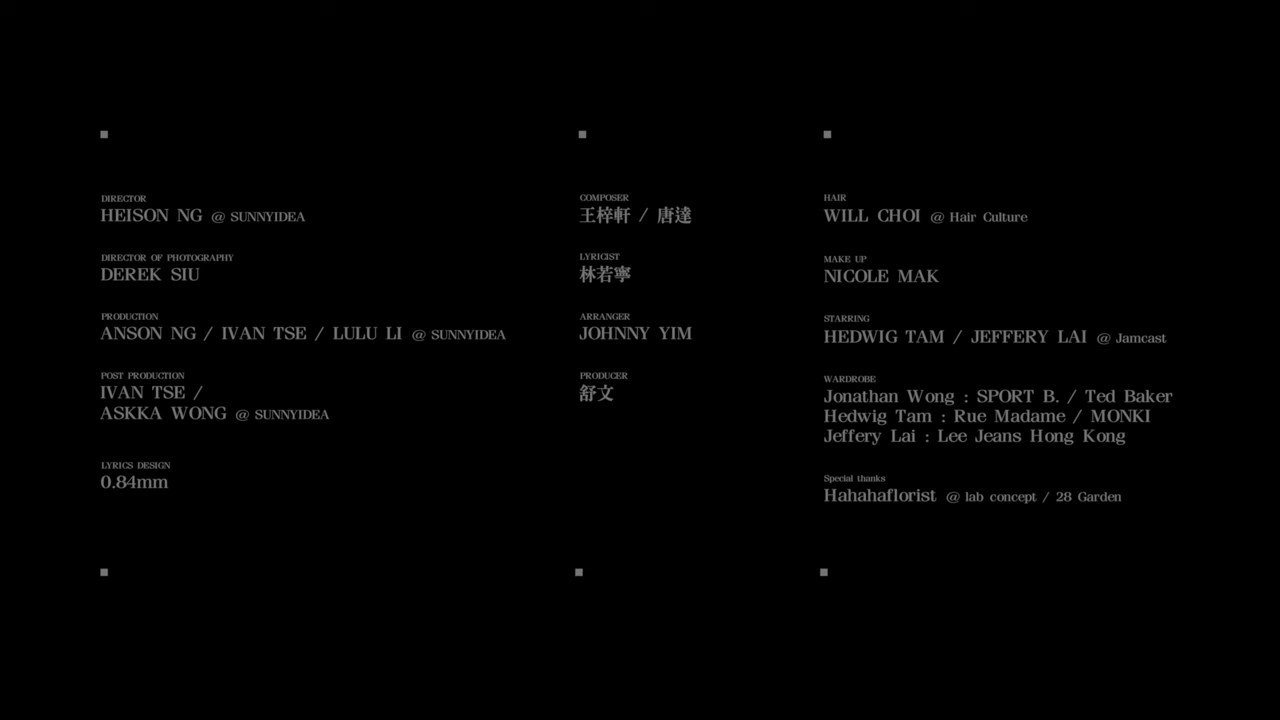 DIRECTOR
HEISON NG @ SUNNYIDEA
DIRECTOR OF PHOTOGRAPHY
DEREK SIU
PRODUCTION
ANSON NG / IVAN TSE / LULU LI @ SUNNYIDEA
POST PRODUCTION
IVAN TSE /
ASKKA WONG @ SUNNYIDEA
LYRICS DESIGN
0.84mm
COMPOSER
王梓軒 / 唐達
LYRICIST
林若寧
ARRANGER
JOHNNY YIM
PRODUCER
舒文
HAIR
WILL CHOI @ Hair Culture
MAKE UP
NICOLE MAK
STARRING
HEDWIG TAM / JEFFERY LAI @ Jamcast
WARDROBE
Jonathan Wong : SPORT B. / Ted Baker
Hedwig Tam : Rue Madame / MONKI
Jeffery Lai : Lee Jeans Hong Kong
Special thanks
Hahahaflorist @ lab concept / 28 Garden